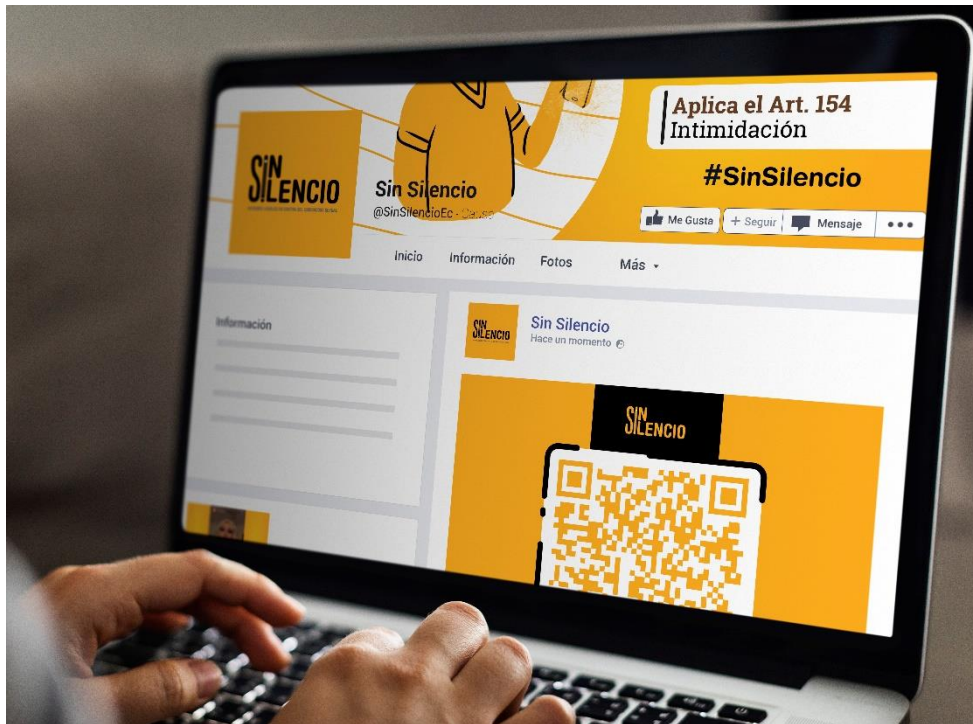 Aplica el Art. 154
Intimidación
#SinSilencio
SiN
SILENCIO
Sin Silencio
@SinSilencioEc - Causa
Me Gusta
+ Seguir
Mensaje
Inicio
Información
Fotos
Más
Información
SIN
SILENCIO
Sin Silencio
Hace un momento
SIN
SILENCIO